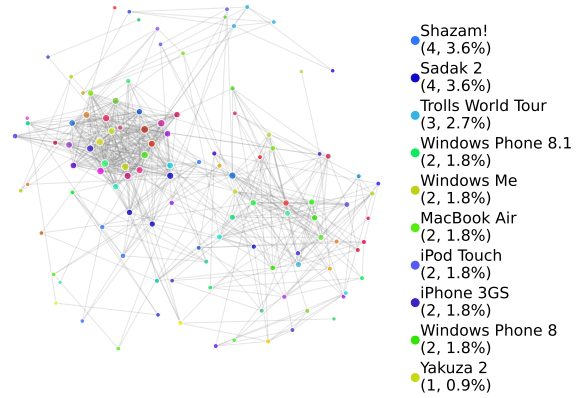 Shazam!
(4, 3.6%)
Sadak 2
(4, 3.6%)
Trolls World Tour
(3, 2.7%)
Windows Phone 8.1
(2, 1.8%)
Windows Me
(2, 1.8%)
MacBook Air
(2, 1.8%)
iPod Touch
(2, 1.8%)
iPhone 3GS
(2, 1.8%)
Windows Phone 8
(2, 1.8%)
Yakuza 2
(1, 0.9%)